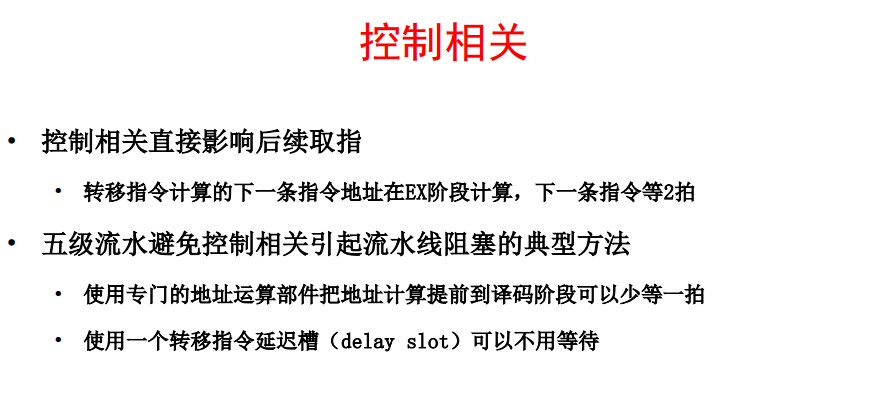 控制相关
• 控制相关直接影响后续取指
• 转移指令计算的下一条指令地址在EX阶段计算，下一条指令等2拍
• 五级流水避免控制相关引起流水线阻塞的典型方法
• 使用专门的地址运算部件把地址计算提前到译码阶段可以少等一拍
• 使用一个转移指令延迟槽（delay slot）可以不用等待